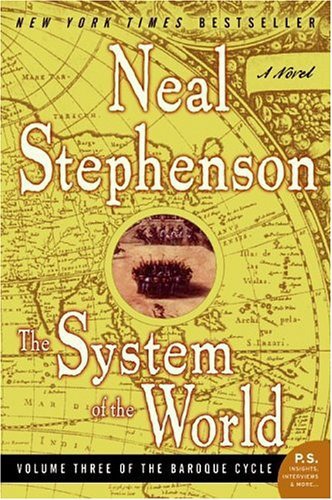 NEW YORK TIMES BESTSELLER
Neal
A Novel
Stephenson
The
System
of the
World
VOLUME THREE OF THE BAROQUE CYCLE
P.S.
INSIGHTS,
INTERVIEWS
& MORE...